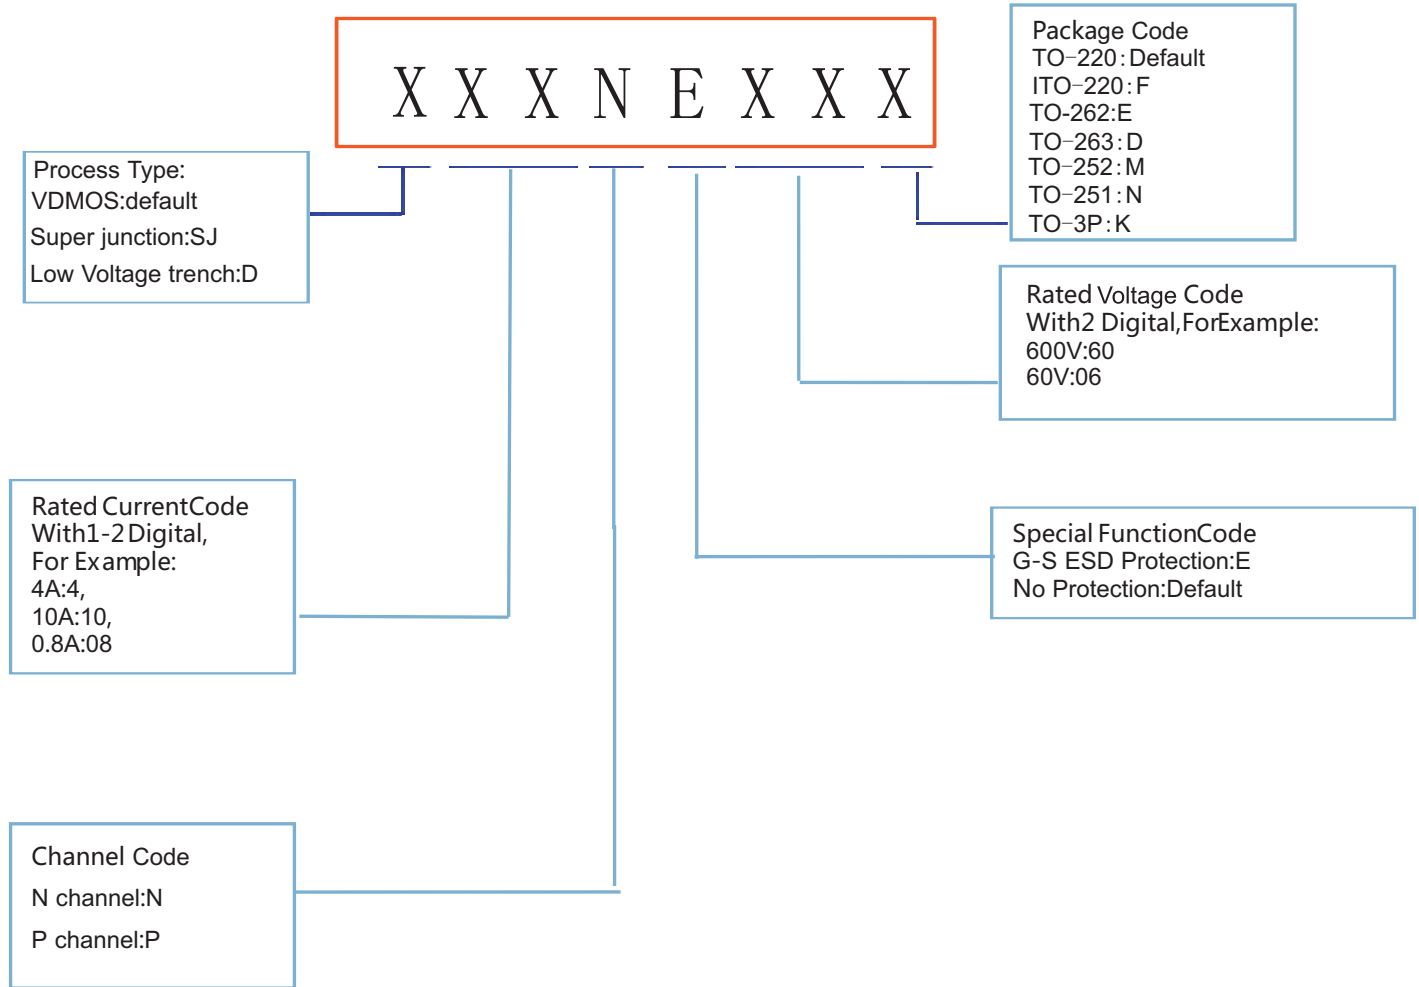 X X X N E X X X
Package Code
TO-220:Default
ITO-220:F
TO-262:E
TO-263:D
TO-252:M
TO-251:N
TO-3P:K
Process Type:
VDMOS:default
Super junction:SJ
Low Voltage trench:D
Rated Voltage Code
With2 Digital,ForExample:
600V:60
60V:06
Rated CurrentCode
With1-2Digital,
For Example:
4A:4,
10A:10,
0.8A:08
Special FunctionCode
G-S ESD Protection:E
No Protection:Default
Channel Code
N channel:N
P channel:P